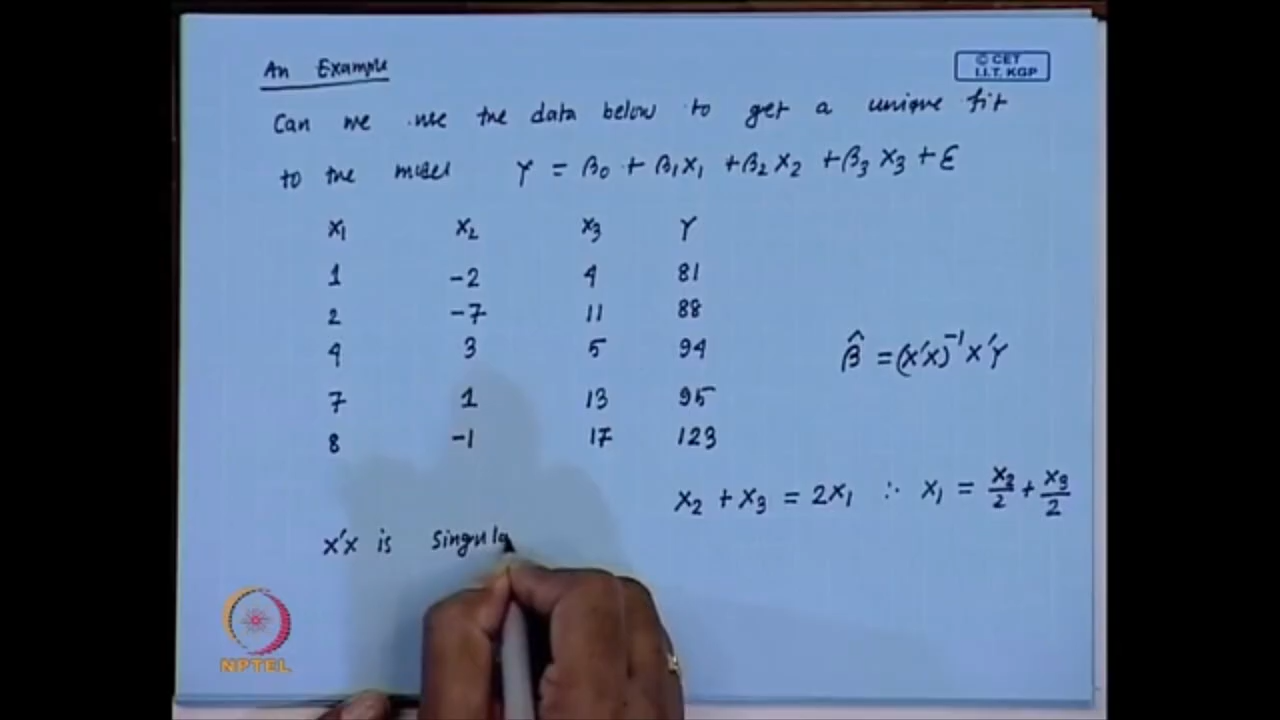 An Example
© CET
I.I.T. KGP
Can we use the data below to get a unique fit
to the model Y = β₀ + β₁X₁ + β₂X₂ + β₃X₃ + ε
X₁ X₂ X₃ Y
1 -2 4 81
2 -7 11 88
4 3 5 94
7 1 13 95
8 -1 17 123
β̂ = (X'X)⁻¹X'Y
X₂ + X₃ = 2X₁ ∴ X₁ = X₂/2 + X₃/2
X'X is Singula
NPTEL